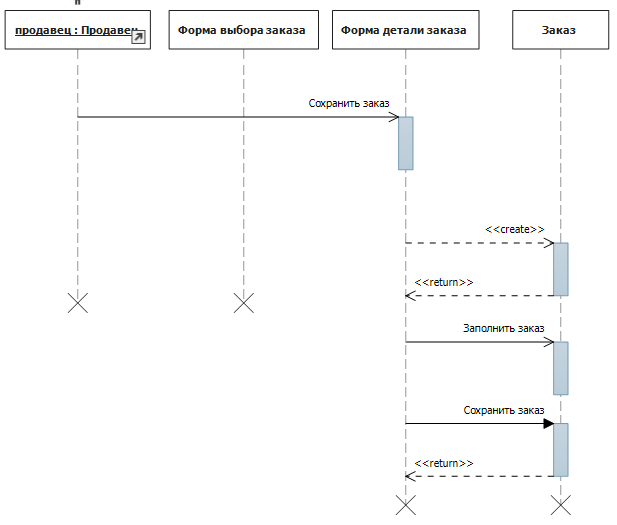 продавец : Продавец
Форма выбора заказа
Форма детали заказа
Заказ
Сохранить заказ
<<create>>
<<return>>
Заполнить заказ
Сохранить заказ
<<return>>